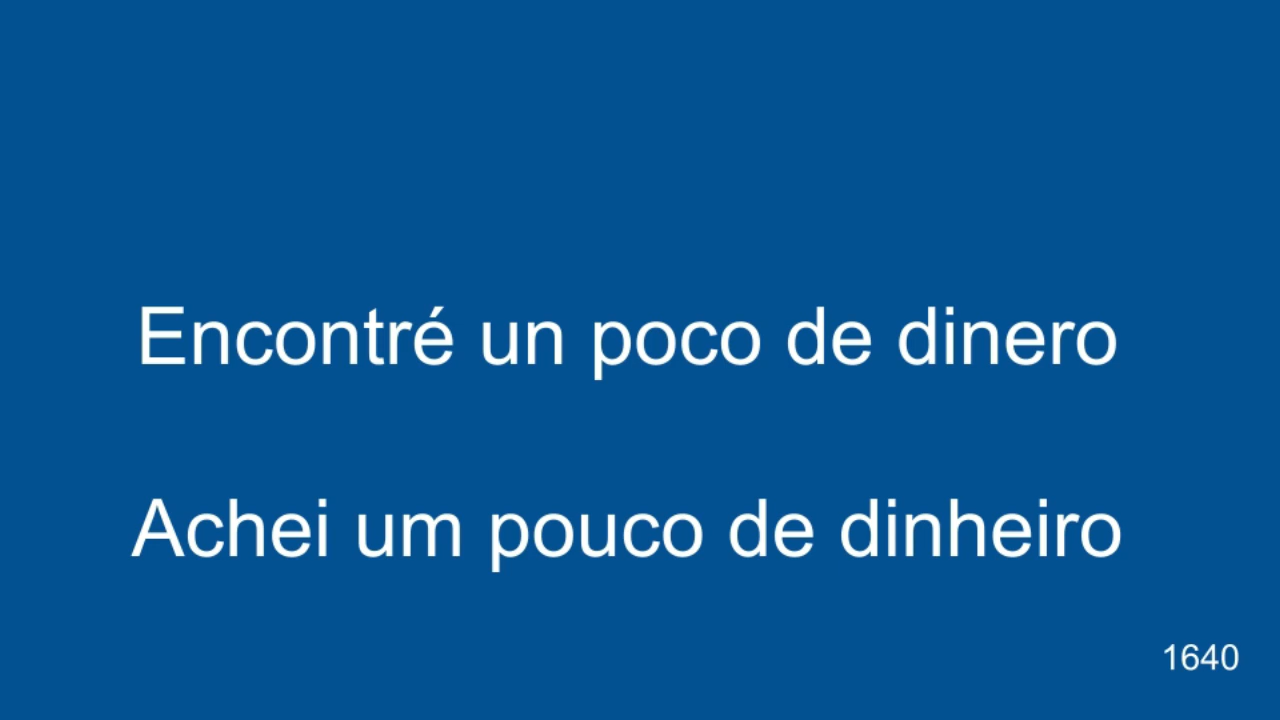 Encontré un poco de dinero
Achei um pouco de dinheiro
1640